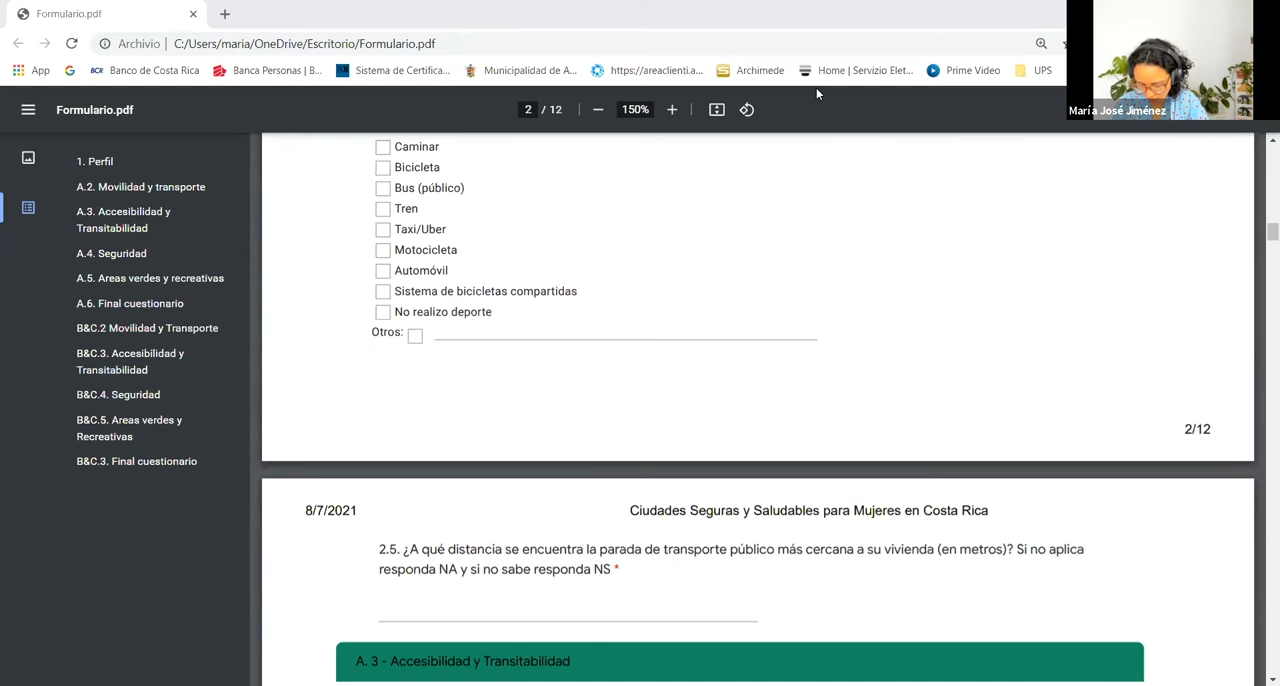 Formulario.pdf
Archivio | C:/Users/maria/OneDrive/Escritorio/Formulario.pdf
App
BCR Banco de Costa Rica
Banca Personas | B...
Sistema de Certifica...
Municipalidad de A...
https://areaclienti.a...
Archimede
Home | Servizio Elet...
Prime Video
UPS
María José Jiménez
Formulario.pdf
2 / 12
150%
1. Perfil
A.2. Movilidad y transporte
A.3. Accesibilidad y
Transitabilidad
A.4. Seguridad
A.5. Areas verdes y recreativas
A.6. Final cuestionario
B&C.2 Movilidad y Transporte
B&C.3. Accesibilidad y
Transitabilidad
B&C.4. Seguridad
B&C.5. Areas verdes y
Recreativas
B&C.3. Final cuestionario
Caminar
Bicicleta
Bus (público)
Tren
Taxi/Uber
Motocicleta
Automóvil
Sistema de bicicletas compartidas
No realizo deporte
Otros:
2/12
8/7/2021
Ciudades Seguras y Saludables para Mujeres en Costa Rica
2.5. ¿A qué distancia se encuentra la parada de transporte público más cercana a su vivienda (en metros)? Si no aplica
responda NA y si no sabe responda NS *
A. 3 - Accesibilidad y Transitabilidad